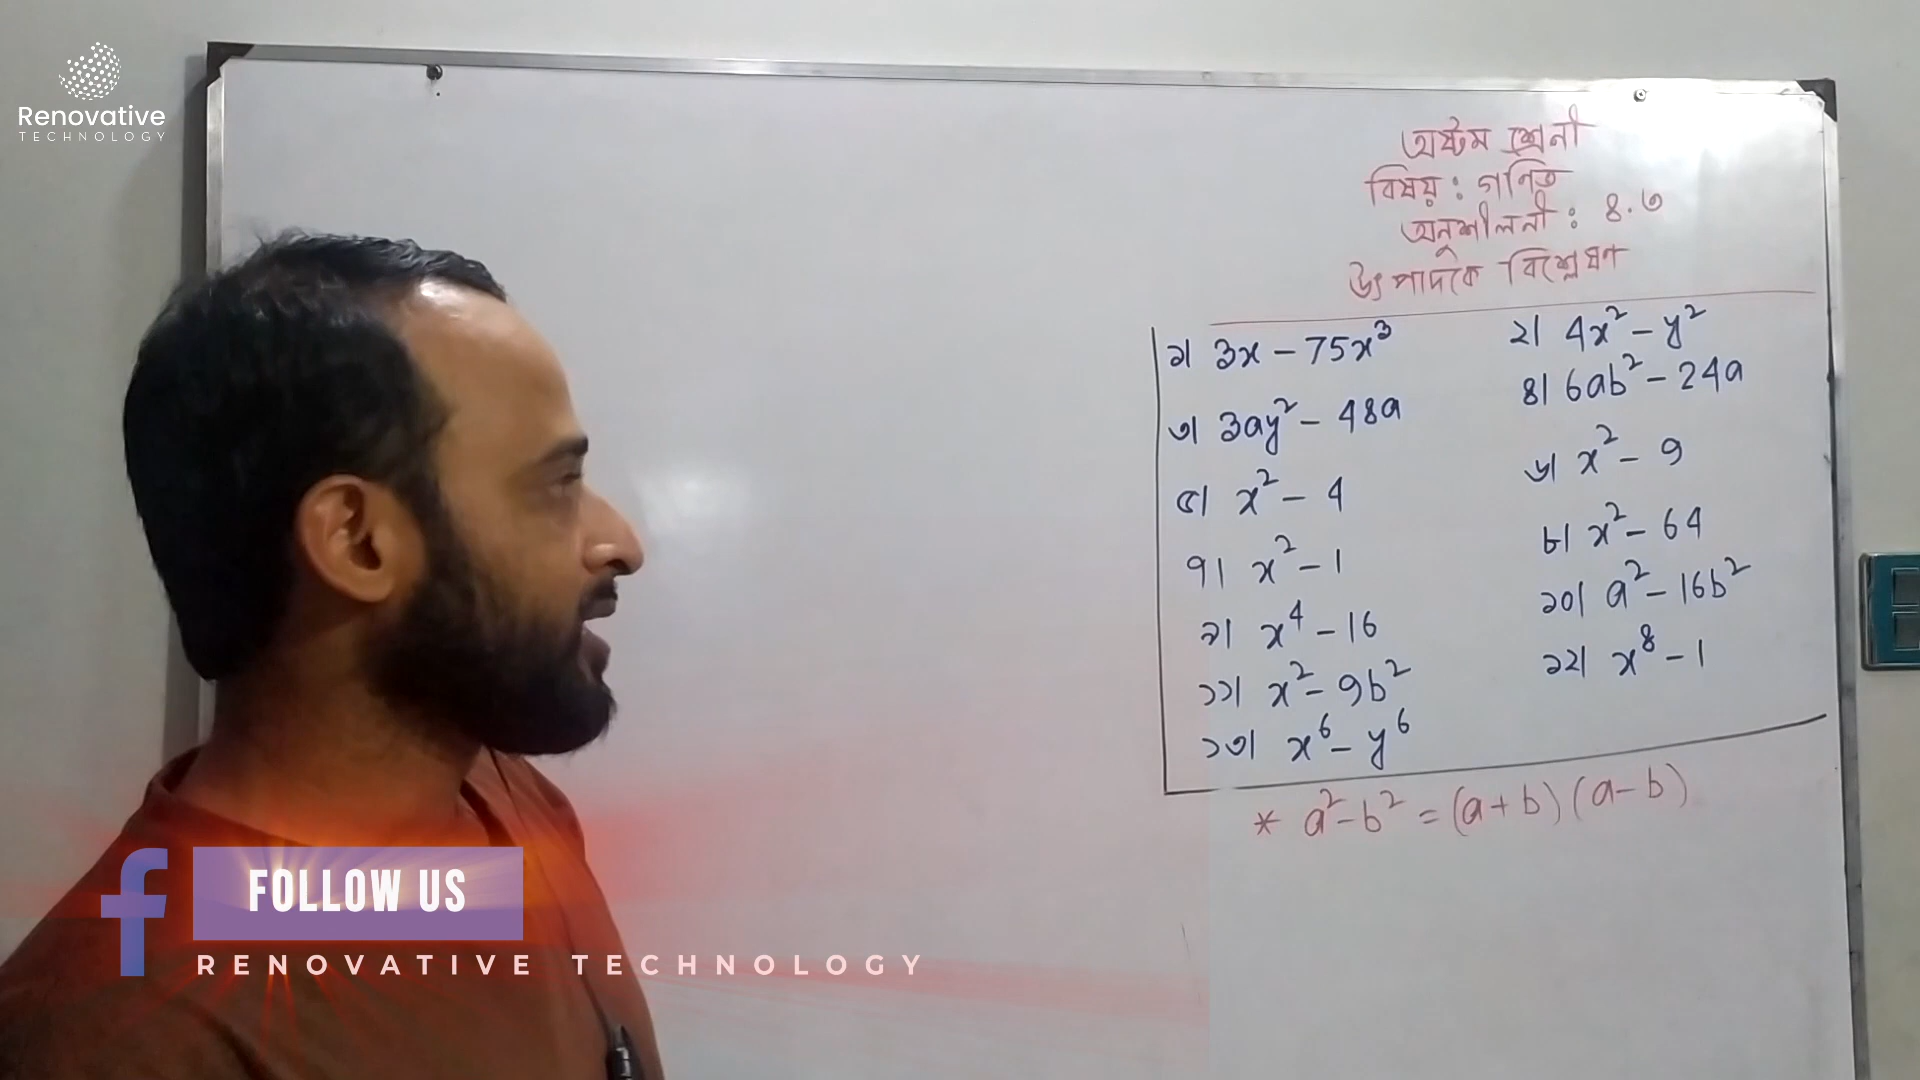 Renovative
TECHNOLOGY
অষ্টম শ্রেনী
বিষয় : গনিত
অনুশীলনী : ৪.৩
উৎপাদকে বিশ্লেষণ
১। 3x - 75x³
২। 4x² - y²
৩। 3ay² - 48a
৪। 6ab² - 24a
৫। x² - 4
৬। x² - 9
৭। x² - 1
৮। x² - 64
৯। x⁴ - 16
১০। a² - 16b²
১১। x² - 9b²
১২। x⁸ - 1
১৩। x⁶ - y⁶
* a² - b² = (a + b) (a - b)
FOLLOW US
RENOVATIVE TECHNOLOGY